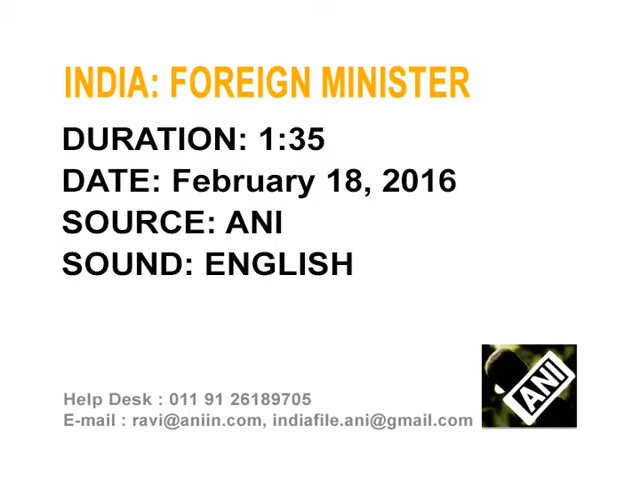 INDIA: FOREIGN MINISTER
DURATION: 1:35
DATE: February 18, 2016
SOURCE: ANI
SOUND: ENGLISH
Help Desk : 011 91 26189705
E-mail : ravi@aniin.com, indiafile.ani@gmail.com
ANI